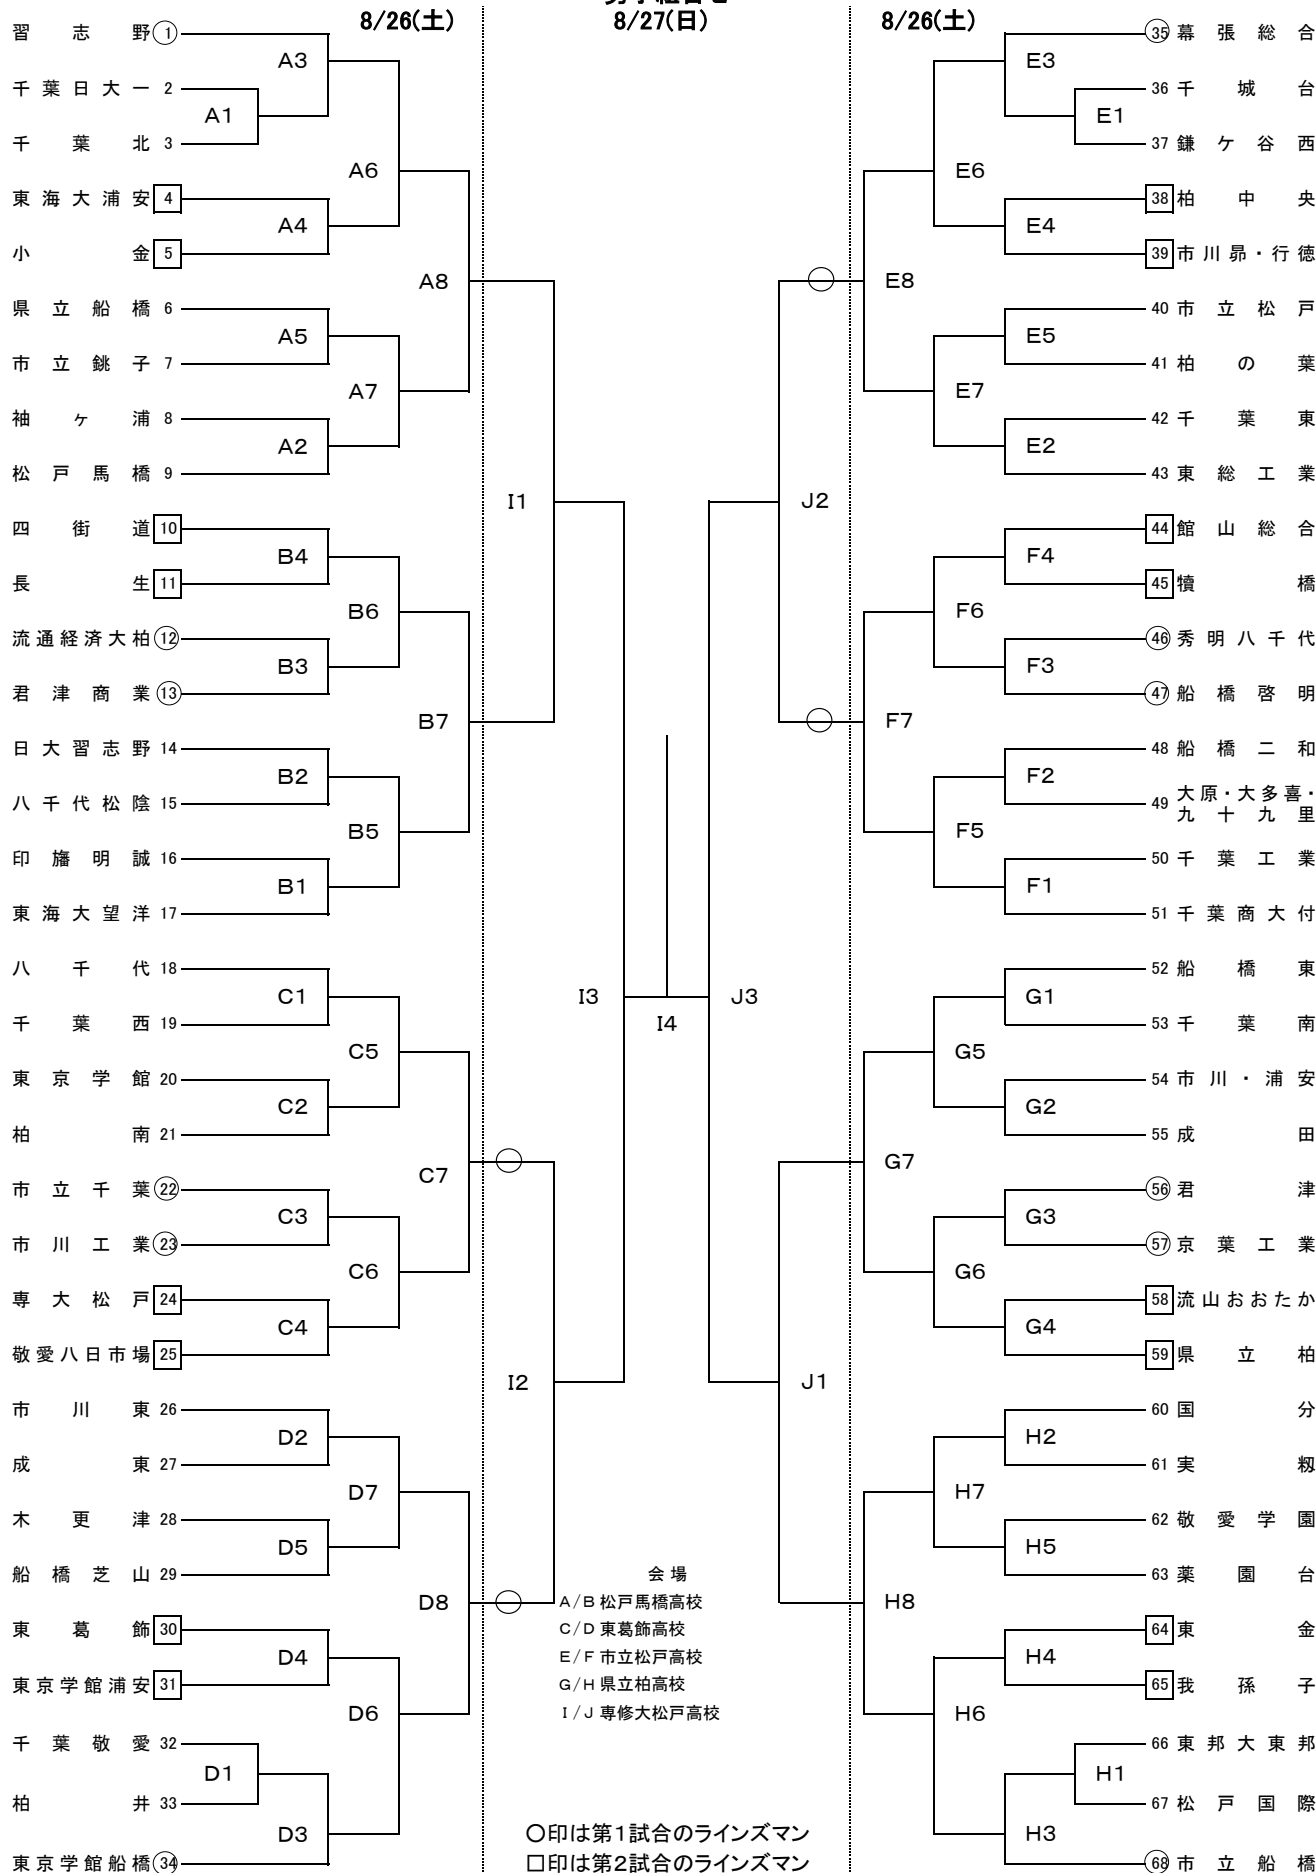 8/26(土)
8/27(日)
8/26(土)
習志野 1
千葉日大一 2
千葉北 3
東海大浦安 4
小金 5
県立船橋 6
市立銚子 7
袖ヶ浦 8
松戸馬橋 9
四街道 10
長生 11
流通経済大柏 12
君津商業 13
日大習志野 14
八千代松陰 15
印旛明誠 16
東海大望洋 17
八千代 18
千葉西 19
東京学館 20
柏南 21
市立千葉 22
市川工業 23
専大松戸 24
敬愛八日市場 25
市川東 26
成東 27
木更津 28
船橋芝山 29
東葛飾 30
東京学館浦安 31
千葉敬愛 32
柏井 33
東京学館船橋 34
A3
A1
A6
A4
A8
A5
A7
A2
I1
B4
B6
B3
B7
B2
B5
B1
C1
I3
C5
C2
C7
C3
C6
C4
I2
D2
D7
D5
D8
D4
D6
D1
D3
I4
J3
E3
E1
E6
E4
E8
E5
E7
E2
J2
F4
F6
F3
F7
F2
F5
F1
G1
G5
G2
G7
G3
G6
G4
J1
H2
H7
H5
H8
H4
H6
H1
H3
35 幕張総合
36 千城台
37 鎌ケ谷西
38 柏中央
39 市川昴・行徳
40 市立松戸
41 柏の葉
42 千葉東
43 東総工業
44 館山総合
45 犢橋
46 秀明八千代
47 船橋啓明
48 船橋二和
49 大原・大多喜・
九十九里
50 千葉工業
51 千葉商大付
52 船橋東
53 千葉南
54 市川・浦安
55 成田
56 君津
57 京葉工業
58 流山おおたか
59 県立柏
60 国分
61 実籾
62 敬愛学園
63 薬園台
64 東金
65 我孫子
66 東邦大東邦
67 松戸国際
68 市立船橋
会場
A/B 松戸馬橋高校
C/D 東葛飾高校
E/F 市立松戸高校
G/H 県立柏高校
I/J 専修大松戸高校
○印は第1試合のラインズマン
□印は第2試合のラインズマン